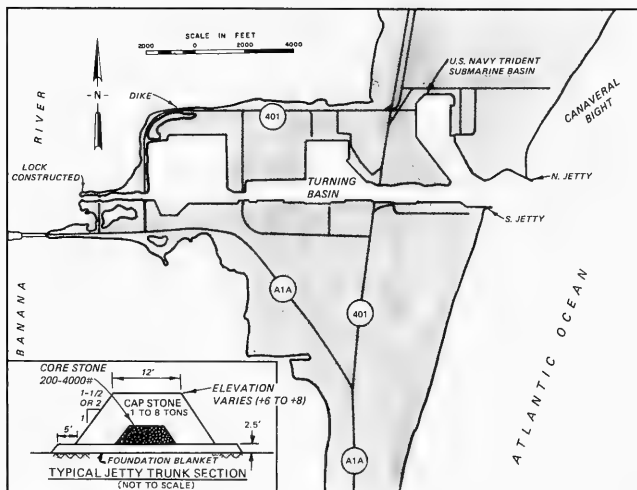 SCALE IN FEET
2000 0 2000 4000
-N-
RIVER
DIKE
401
U.S. NAVY TRIDENT
SUBMARINE BASIN
CANAVERAL
BIGHT
LOCK
CONSTRUCTED
TURNING
BASIN
N. JETTY
S. JETTY
A1A
401
BANANA
ATLANTIC OCEAN
A1A
CORE STONE
200-4000#
12'
ELEVATION
VARIES (+6 TO +8)
1-1/2
OR 2
1
CAP STONE
1 TO 8 TONS
5'
2.5'
FOUNDATION BLANKET
TYPICAL JETTY TRUNK SECTION
(NOT TO SCALE)